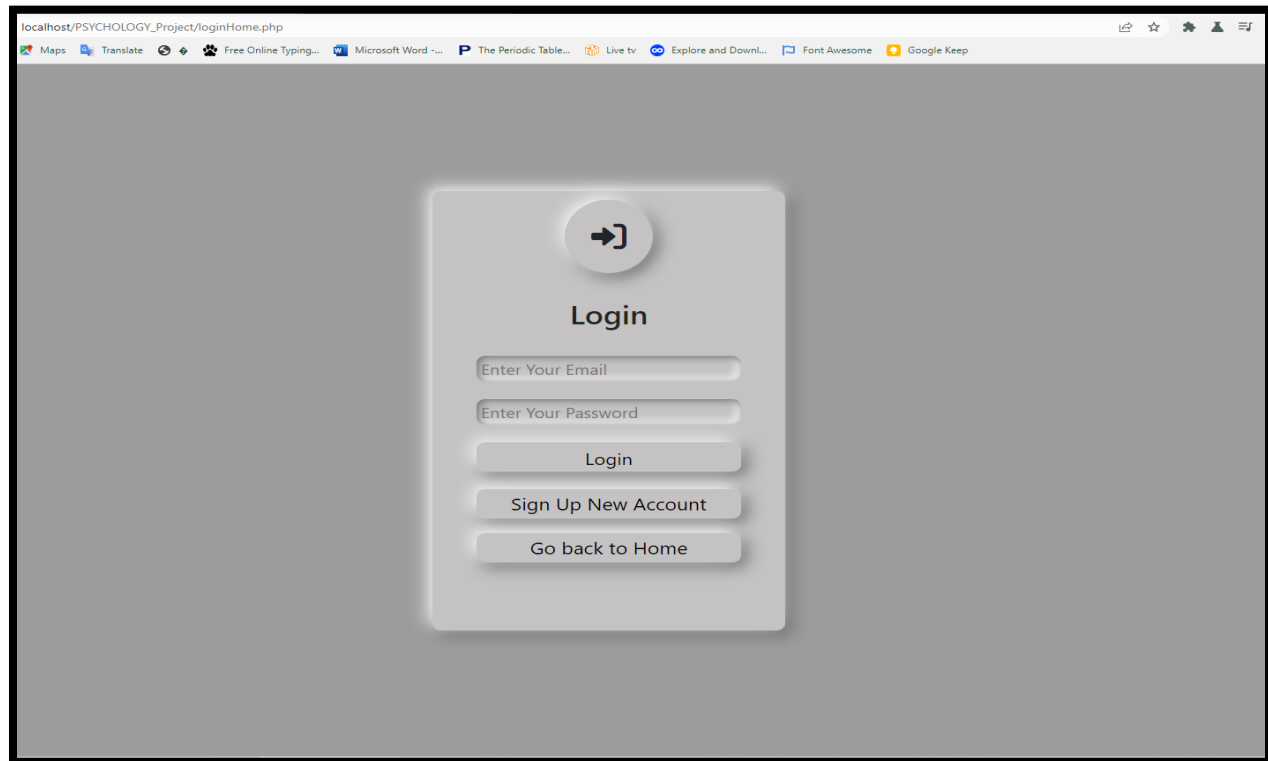 localhost/PSYCHOLOGY_Project/loginHome.php
Maps Translate Free Online Typing... Microsoft Word -... The Periodic Table... Live tv Explore and Downl... Font Awesome Google Keep
Login
Enter Your Email
Enter Your Password
Login
Sign Up New Account
Go back to Home